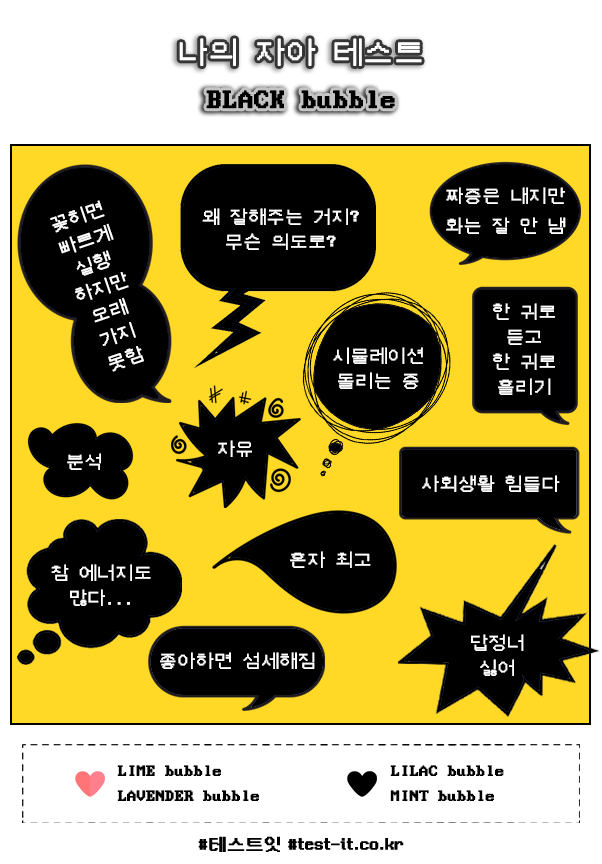 나의 자아 테스트
BLACK bubble
꽃히면
빠르게
실행
하지만
오래
가지
못함
왜 잘해주는 거지?
무슨 의도로?
짜증은 내지만
화는 잘 안 냄
시뮬레이션
돌리는 중
한 귀로
듣고
한 귀로
흘리기
분석
자유
사회생활 힘들다
참 에너지도
많다...
혼자 최고
좋아하면 섬세해짐
답정너
싫어
LIME bubble
LAVENDER bubble
LILAC bubble
MINT bubble
#테스트잇 #test-it.co.kr